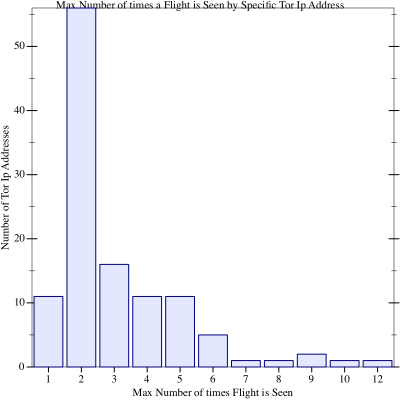 Max Number of times a Flight is Seen by Specific Tor Ip Address
Number of Tor Ip Addresses
50
40
30
20
10
0
1 2 3 4 5 6 7 8 9 10 12
Max Number of times Flight is Seen